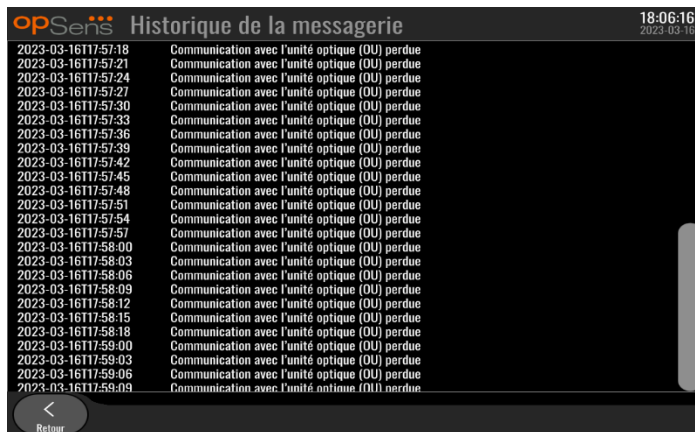 opSens Historique de la messagerie 18:06:16
2023-03-16
2023-03-16T17:57:18 Communication avec l'unité optique (OU) perdue
2023-03-16T17:57:21 Communication avec l'unité optique (OU) perdue
2023-03-16T17:57:24 Communication avec l'unité optique (OU) perdue
2023-03-16T17:57:27 Communication avec l'unité optique (OU) perdue
2023-03-16T17:57:30 Communication avec l'unité optique (OU) perdue
2023-03-16T17:57:33 Communication avec l'unité optique (OU) perdue
2023-03-16T17:57:36 Communication avec l'unité optique (OU) perdue
2023-03-16T17:57:39 Communication avec l'unité optique (OU) perdue
2023-03-16T17:57:42 Communication avec l'unité optique (OU) perdue
2023-03-16T17:57:45 Communication avec l'unité optique (OU) perdue
2023-03-16T17:57:48 Communication avec l'unité optique (OU) perdue
2023-03-16T17:57:51 Communication avec l'unité optique (OU) perdue
2023-03-16T17:57:54 Communication avec l'unité optique (OU) perdue
2023-03-16T17:57:57 Communication avec l'unité optique (OU) perdue
2023-03-16T17:58:00 Communication avec l'unité optique (OU) perdue
2023-03-16T17:58:03 Communication avec l'unité optique (OU) perdue
2023-03-16T17:58:06 Communication avec l'unité optique (OU) perdue
2023-03-16T17:58:09 Communication avec l'unité optique (OU) perdue
2023-03-16T17:58:12 Communication avec l'unité optique (OU) perdue
2023-03-16T17:58:15 Communication avec l'unité optique (OU) perdue
2023-03-16T17:58:18 Communication avec l'unité optique (OU) perdue
2023-03-16T17:59:00 Communication avec l'unité optique (OU) perdue
2023-03-16T17:59:03 Communication avec l'unité optique (OU) perdue
2023-03-16T17:59:06 Communication avec l'unité optique (OU) perdue
2023-03-16T17:59:09 Communication avec l'unité optique (OU) perdue
Retour